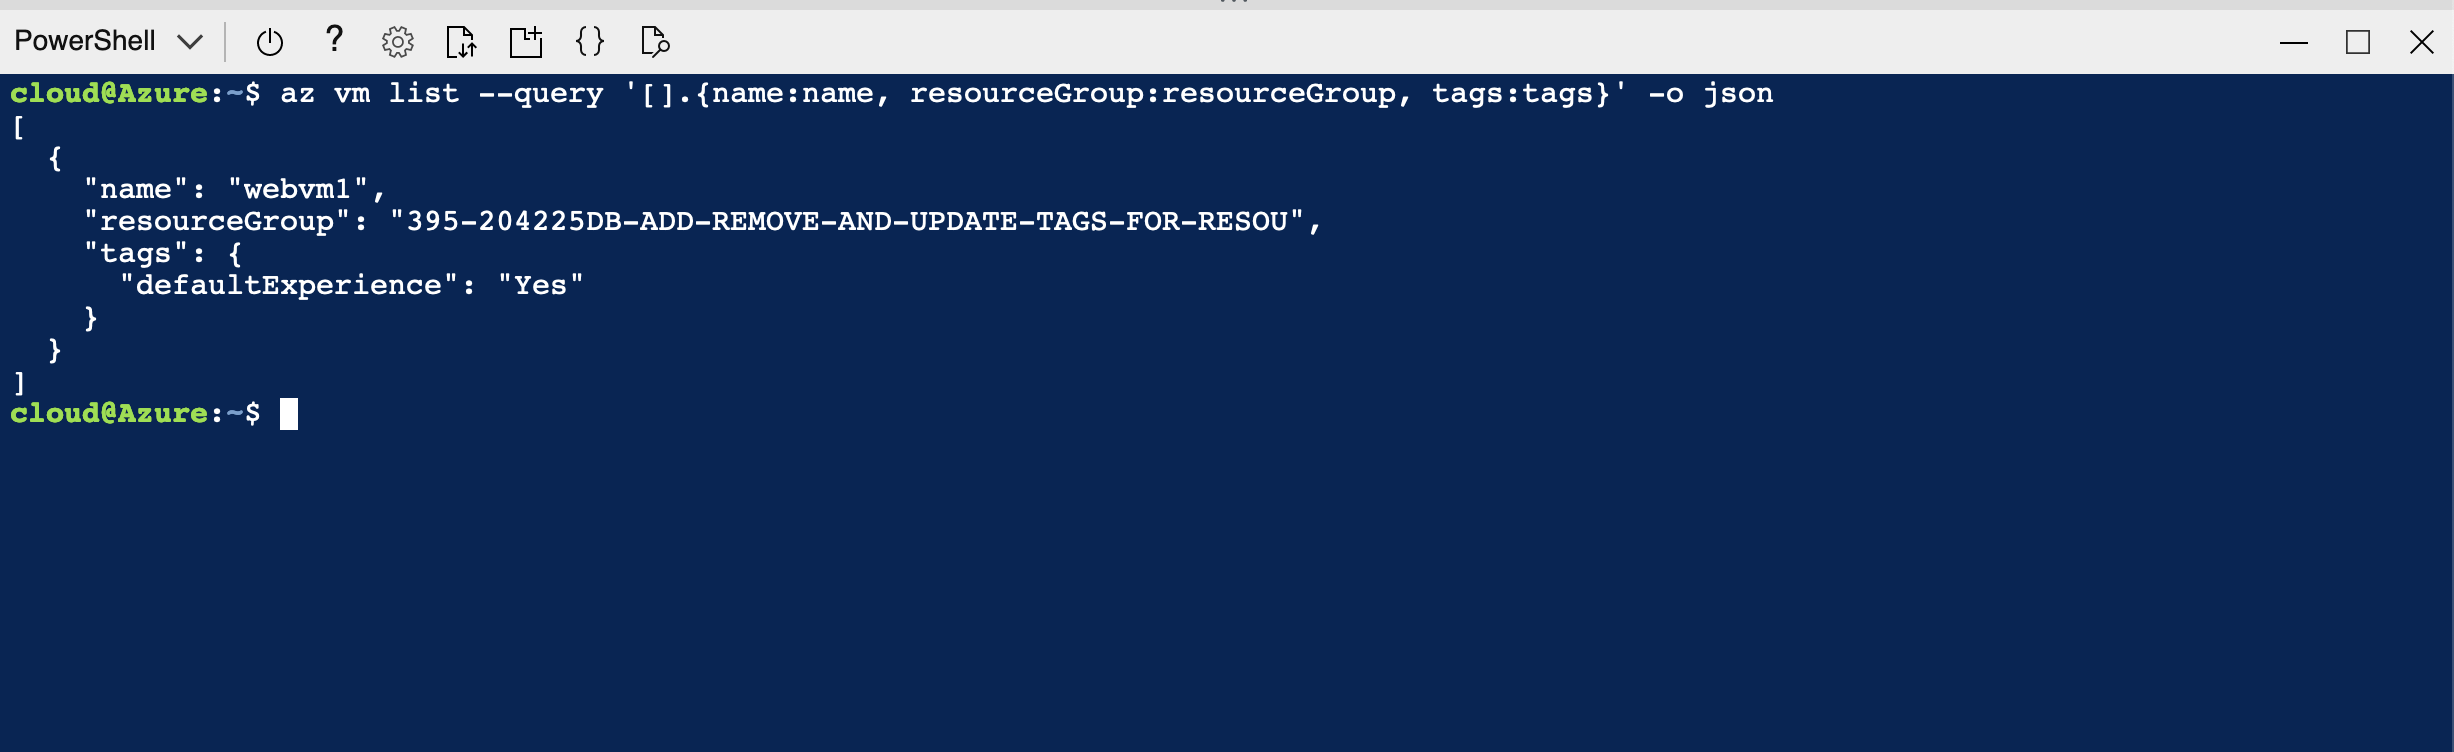 PowerShell
cloud@Azure:~$ az vm list --query '[].{name:name, resourceGroup:resourceGroup, tags:tags}' -o json
[
  {
    "name": "webvm1",
    "resourceGroup": "395-204225DB-ADD-REMOVE-AND-UPDATE-TAGS-FOR-RESOU",
    "tags": {
      "defaultExperience": "Yes"
    }
  }
]
cloud@Azure:~$